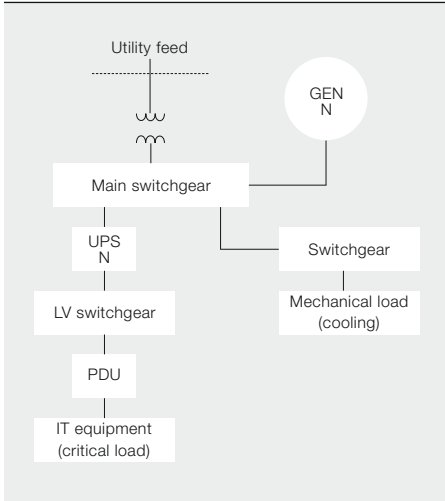 Utility feed
GEN
N
Main switchgear
UPS
N
Switchgear
LV switchgear
Mechanical load
(cooling)
PDU
IT equipment
(critical load)